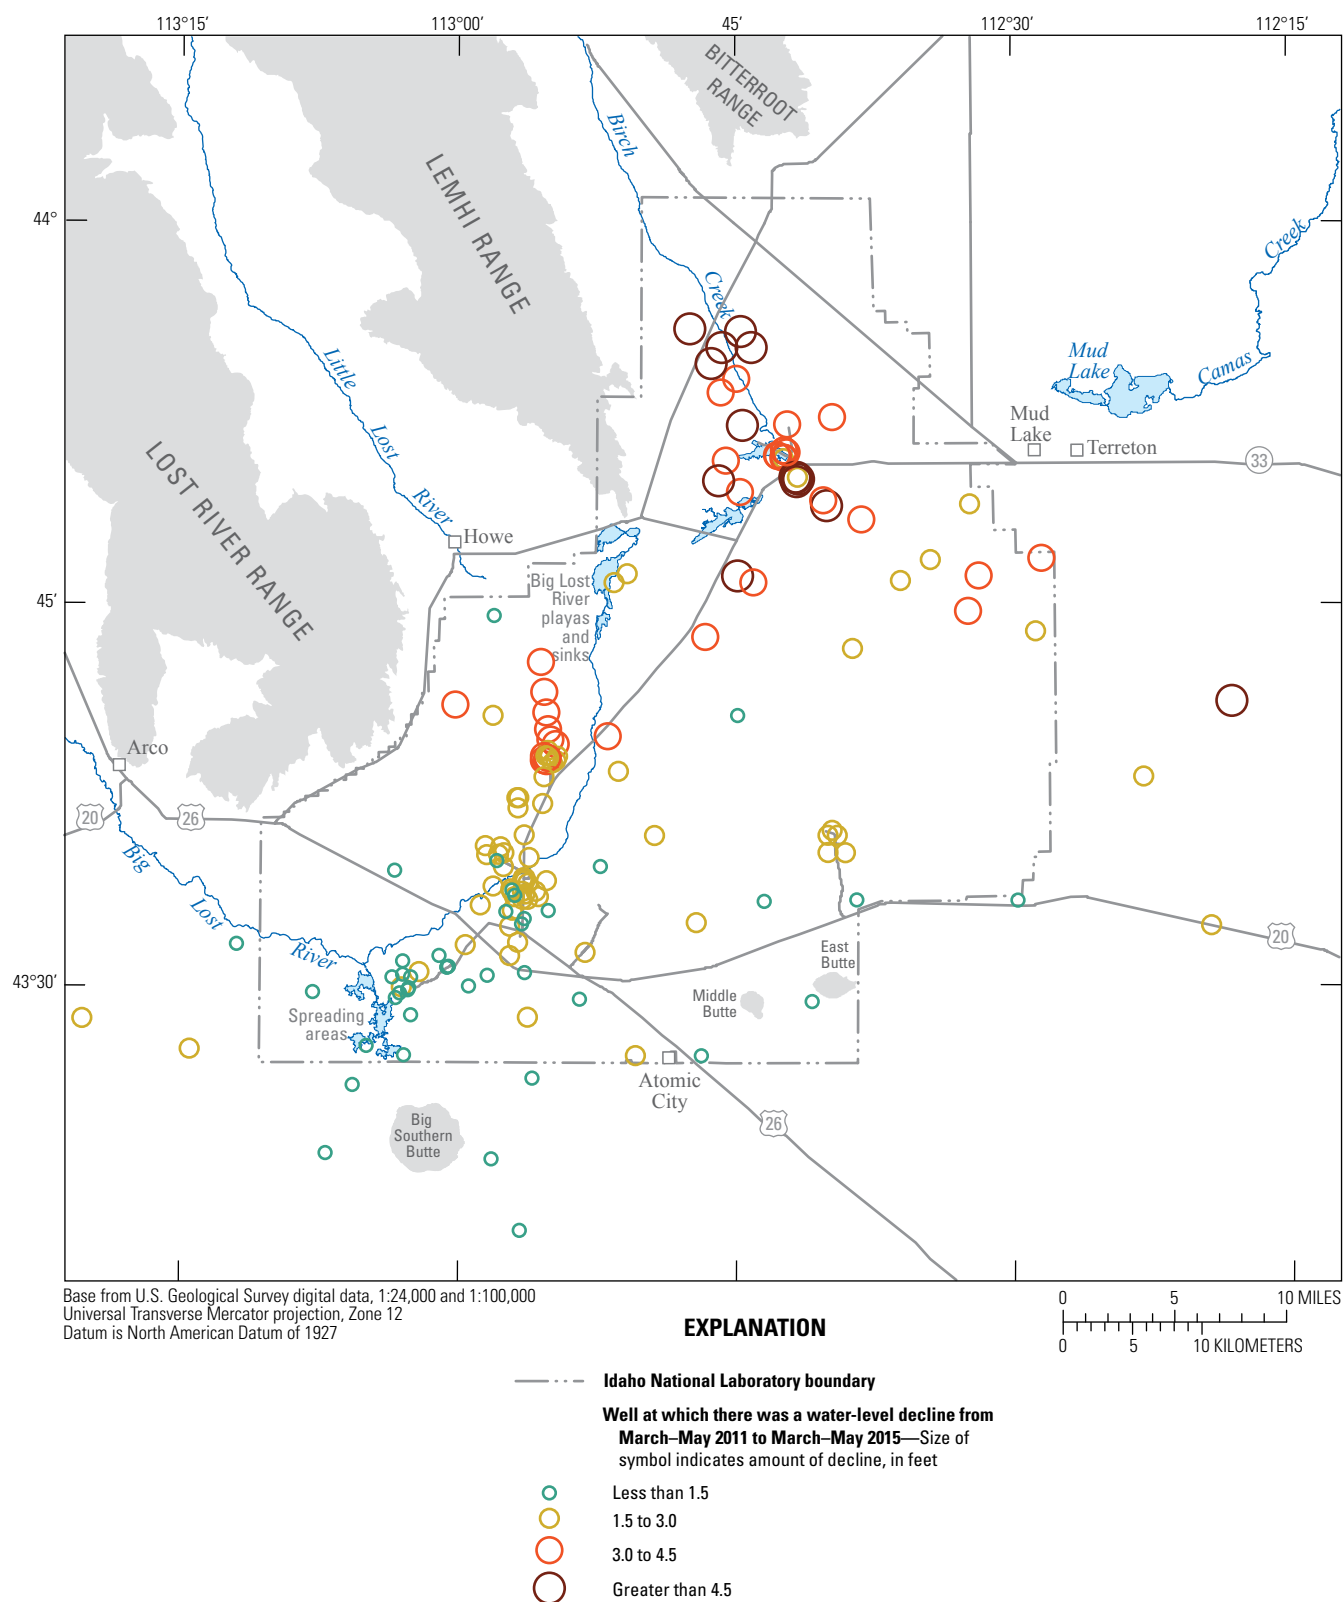 113°15′
113°00′
45′
112°30′
112°15′
BITTERROOT
RANGE
Birch
Creek
LEMHI RANGE
44°
Creek
Camas
Mud
Lake
Mud
Lake
Terreton
33
Little
Lost
River
LOST RIVER RANGE
Howe
Big Lost
River
playas
and
sinks
45′
Arco
20
26
Big
Lost
River
43°30′
Spreading
areas
East
Butte
Middle
Butte
20
Atomic
City
26
Big
Southern
Butte
Base from U.S. Geological Survey digital data, 1:24,000 and 1:100,000
Universal Transverse Mercator projection, Zone 12
Datum is North American Datum of 1927
0 5 10 MILES
0 5 10 KILOMETERS
EXPLANATION
Idaho National Laboratory boundary
Well at which there was a water-level decline from
March–May 2011 to March–May 2015—Size of
symbol indicates amount of decline, in feet
Less than 1.5
1.5 to 3.0
3.0 to 4.5
Greater than 4.5